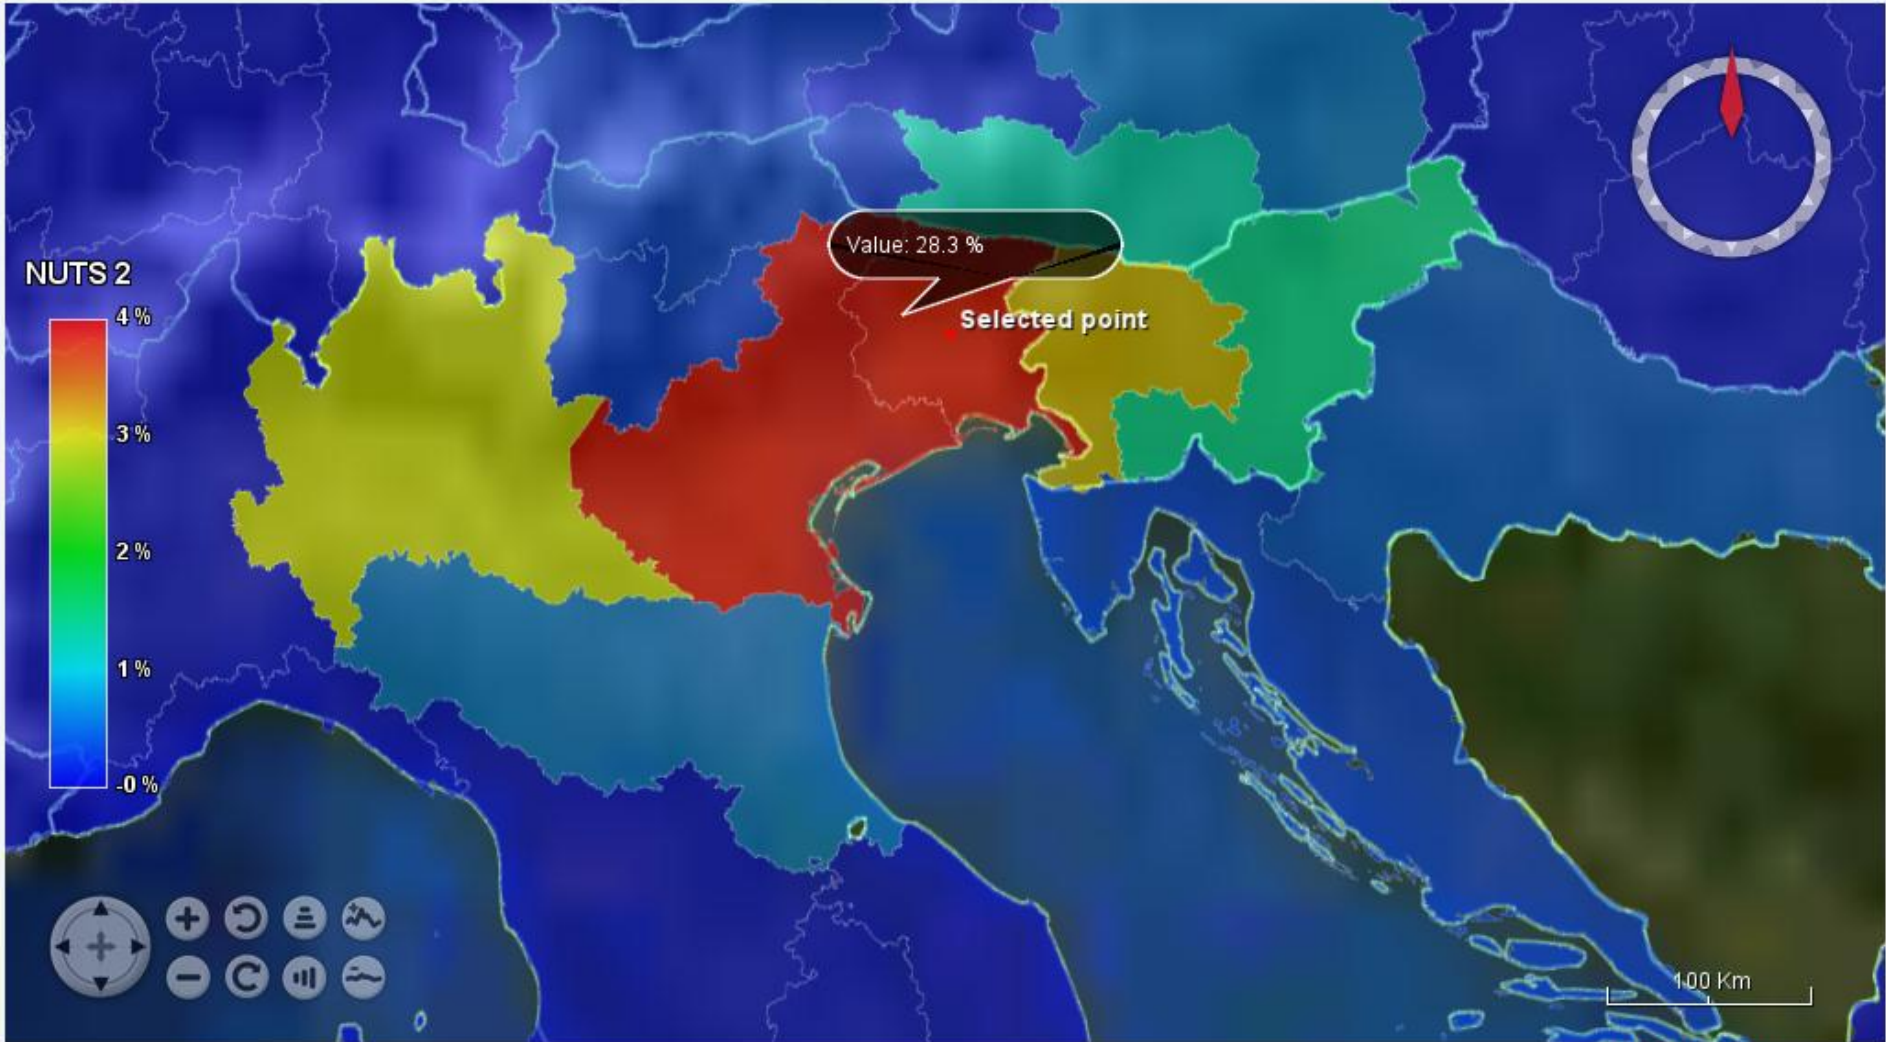 Value: 28.3 %
NUTS 2
Selected point
4 %
3 %
2 %
1 %
-0 %
100 Km